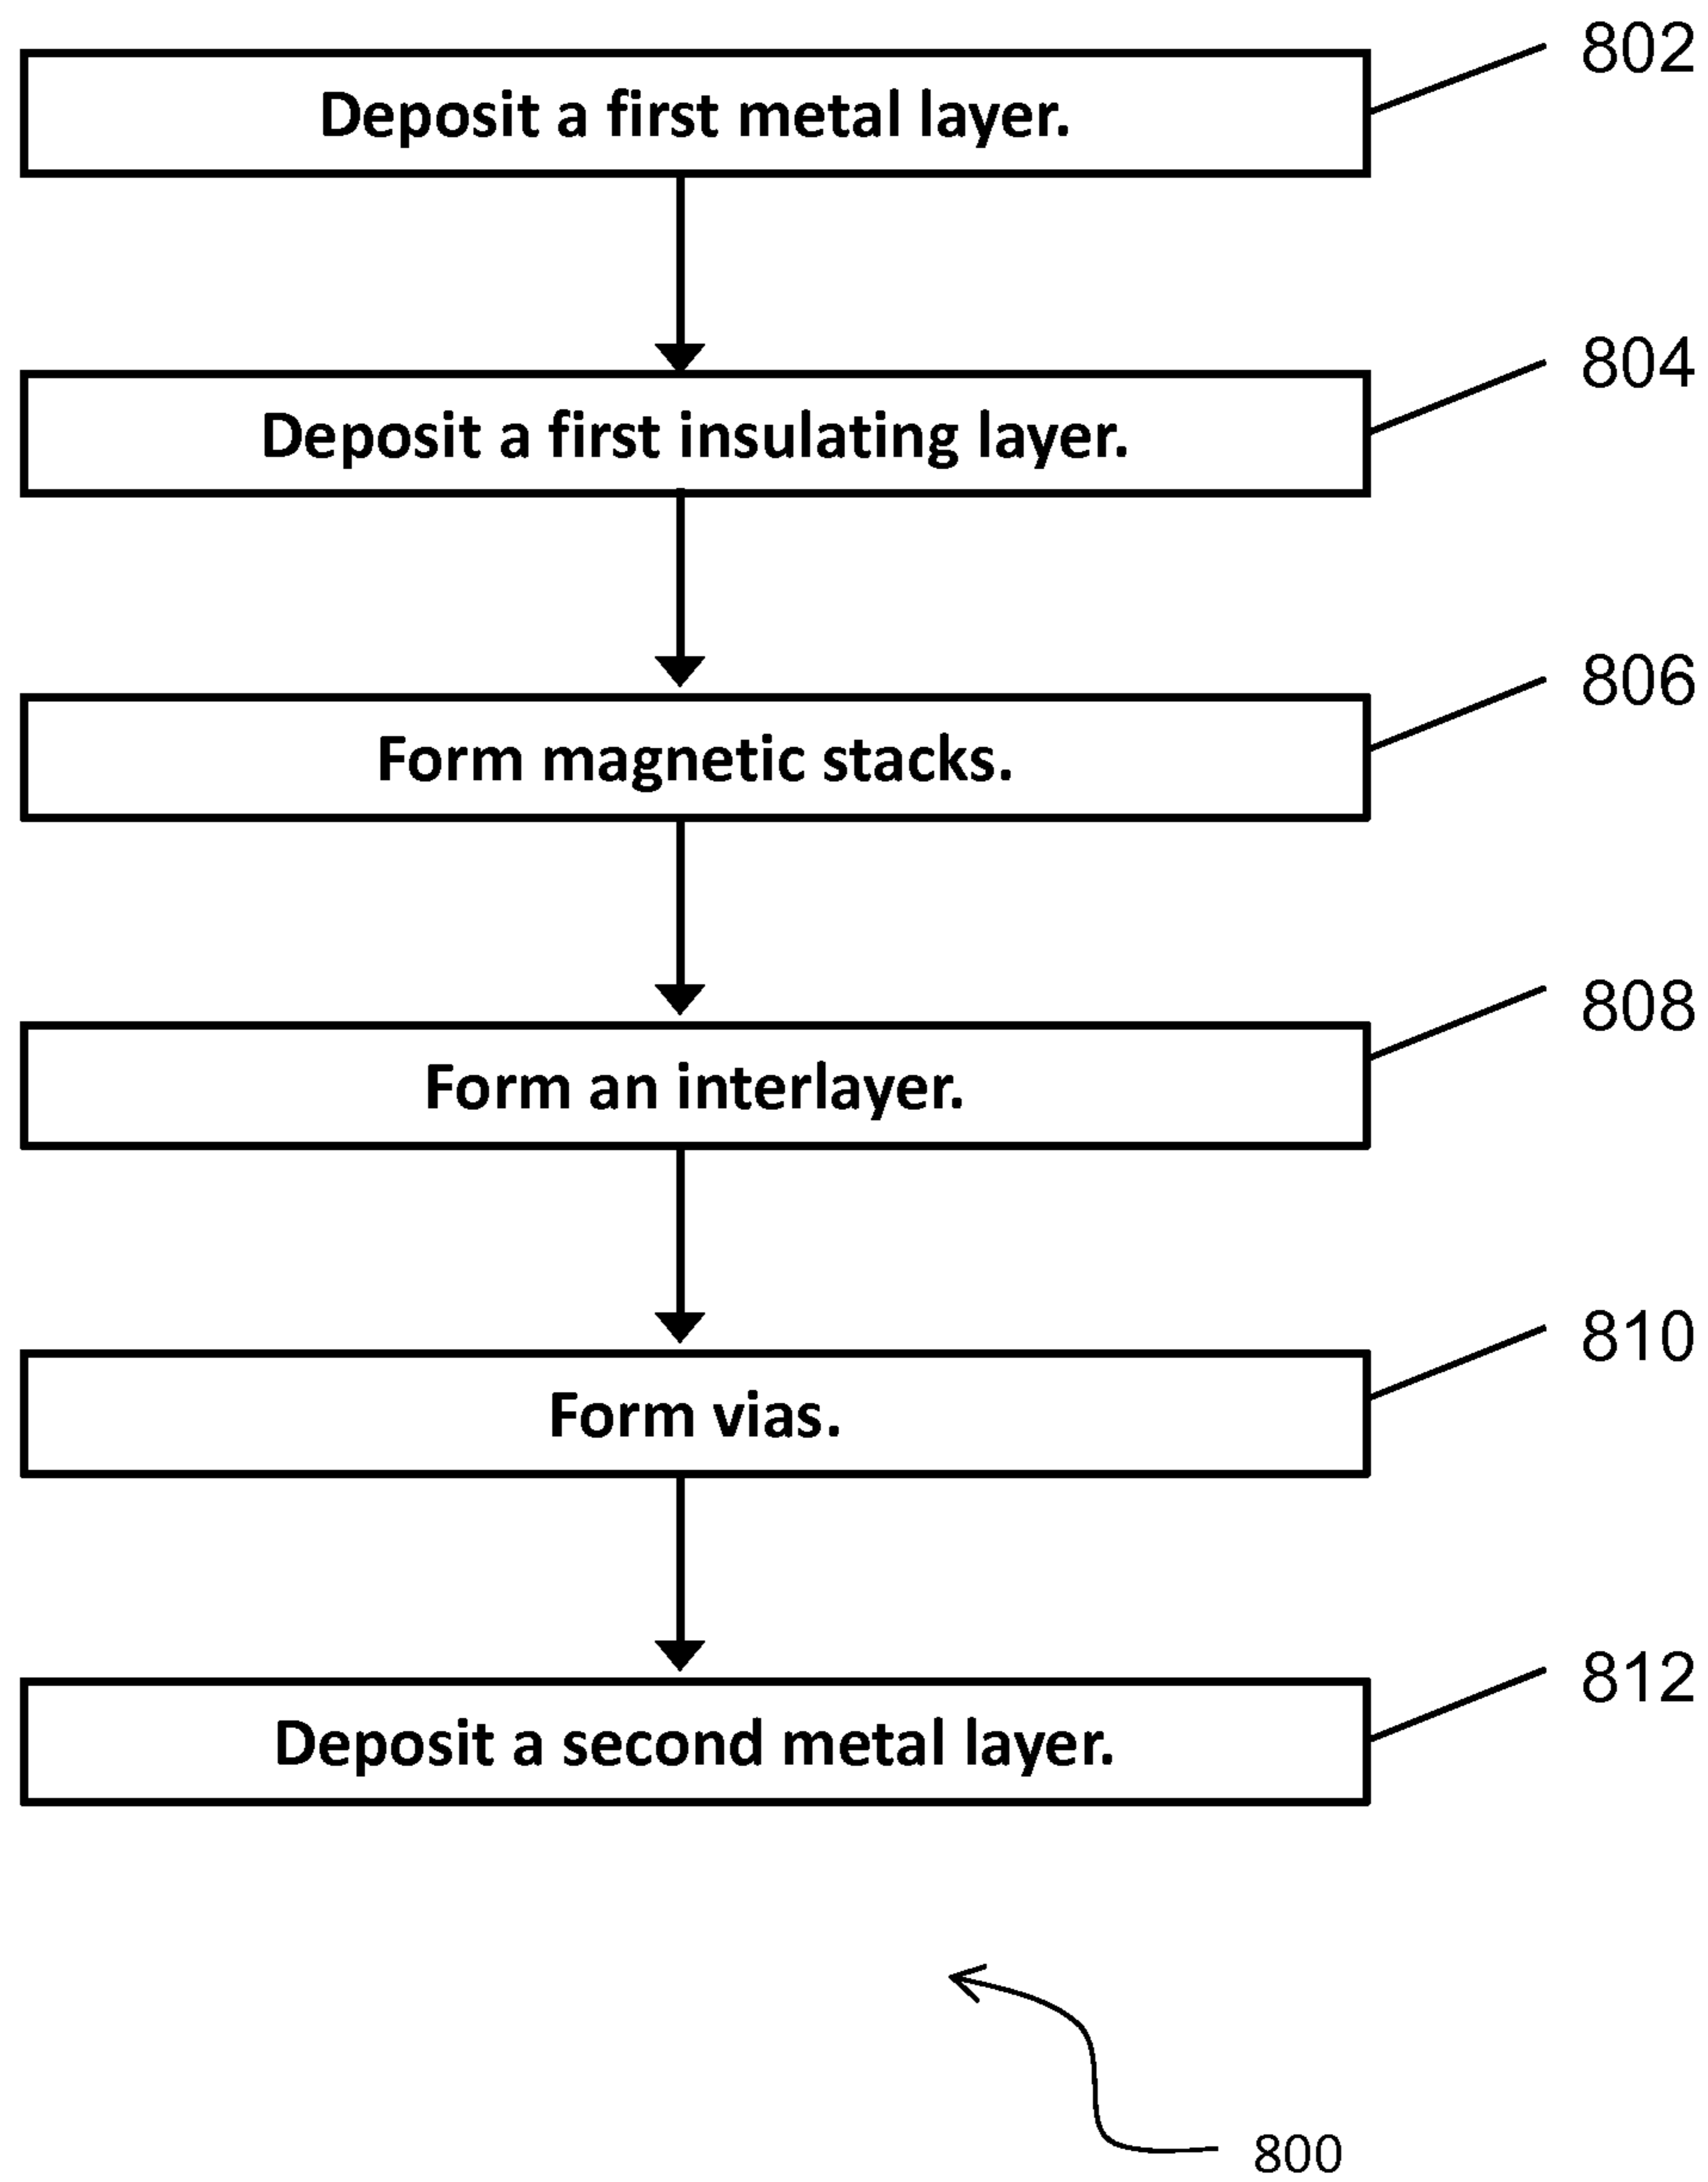 802
Deposit a first metal layer.
804
Deposit a first insulating layer.
806
Form magnetic stacks.
808
Form an interlayer.
810
Form vias.
812
Deposit a second metal layer.
800